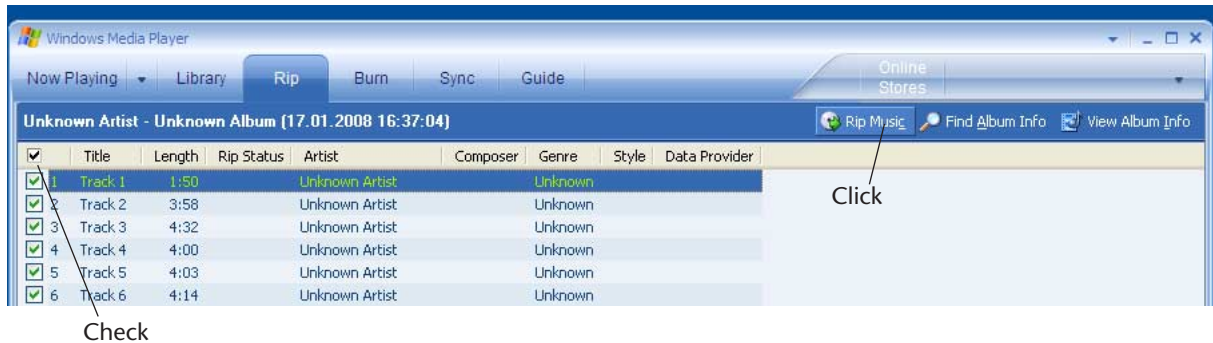 Windows Media Player
Now Playing Library Rip Burn Sync Guide Online Stores
Unknown Artist - Unknown Album (17.01.2008 16:37:04) Rip Music Find Album Info View Album Info
Title Length Rip Status Artist Composer Genre Style Data Provider
1 Track 1 1:50 Unknown Artist Unknown
2 Track 2 3:58 Unknown Artist Unknown
3 Track 3 4:32 Unknown Artist Unknown
4 Track 4 4:00 Unknown Artist Unknown
5 Track 5 4:03 Unknown Artist Unknown
6 Track 6 4:14 Unknown Artist Unknown
Click
Check